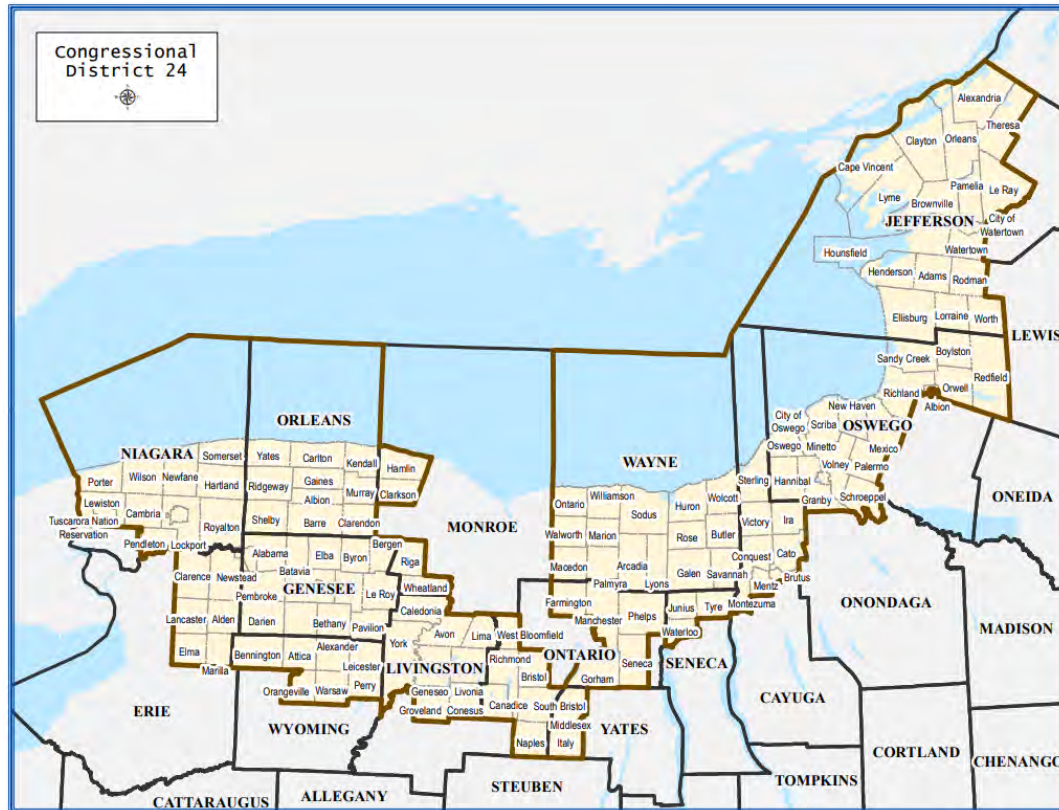 Congressional
District 24
Alexandria
Theresa
Clayton
Orleans
Cape Vincent
Pamelia
Le Ray
Lyme
Brownville
JEFFERSON
City of
Watertown
Hounsfield
Watertown
Henderson
Adams
Rodman
Ellisburg
Lorraine
Worth
LEWIS
Sandy Creek
Boylston
Redfield
Richland
Orwell
Albion
New Haven
City of
Oswego
Scriba
OSWEGO
Oswego
Minetto
Mexico
Volney
Palermo
Sterling
Hannibal
Granby
Schroeppel
ONEIDA
ORLEANS
NIAGARA
Somerset
Yates
Carlton
Kendall
Hamlin
WAYNE
Porter
Wilson
Newfane
Hartland
Ridgeway
Gaines
Murray
Clarkson
Lewiston
Cambria
Albion
Tuscarora Nation
Reservation
Royalton
Shelby
Barre
Clarendon
MONROE
Pendleton
Lockport
Ontario
Williamson
Sodus
Huron
Wolcott
Victory
Ira
Walworth
Marion
Rose
Butler
Conquest
Cato
Macedon
Arcadia
Galen
Savannah
Mentz
Brutus
Palmyra
Lyons
Montezuma
ONONDAGA
Alabama
Elba
Byron
Bergen
Riga
Clarence
Newstead
Batavia
GENESEE
Le Roy
Wheatland
Pembroke
Caledonia
Farmington
Manchester
Phelps
Junius
Tyre
Waterloo
MADISON
Lancaster
Alden
Darien
Bethany
Pavilion
York
Avon
Lima
West Bloomfield
Elma
Marilla
Bennington
Attica
Alexander
Leicester
LIVINGSTON
Richmond
ONTARIO
Seneca
SENECA
Bristol
Gorham
Orangeville
Warsaw
Perry
Geneseo
Livonia
Groveland
Conesus
Canadice
South Bristol
CAYUGA
ERIE
WYOMING
Middlesex
YATES
Naples
Italy
CORTLAND
CHENANGO
STEUBEN
TOMPKINS
CATTARAUGUS
ALLEGANY